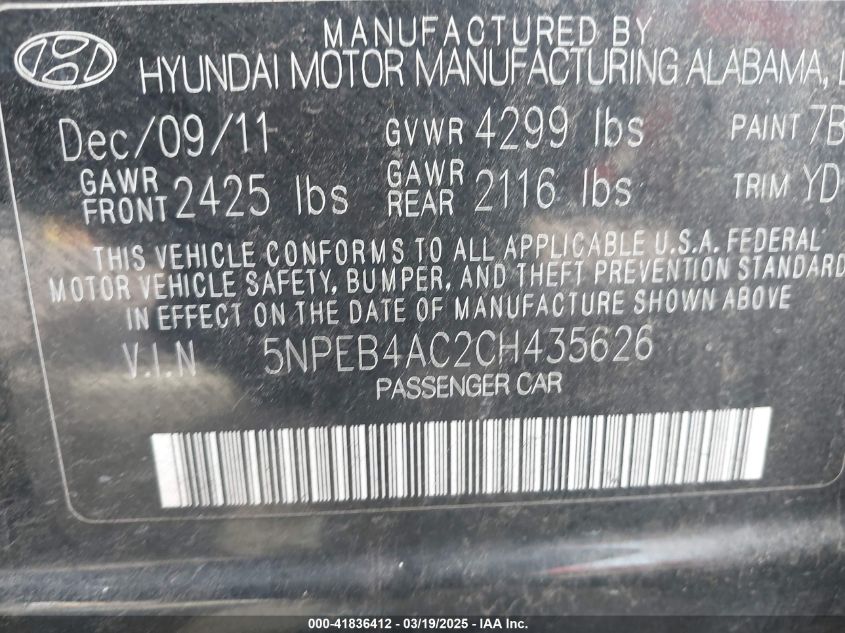 MANUFACTURED BY
HYUNDAI MOTOR MANUFACTURING ALABAMA,
Dec/09/11 GVWR 4299 lbs PAINT 7B
GAWR FRONT 2425 lbs GAWR REAR 2116 lbs TRIM YD
THIS VEHICLE CONFORMS TO ALL APPLICABLE U.S.A. FEDERAL
MOTOR VEHICLE SAFETY, BUMPER, AND THEFT PREVENTION STANDARD
IN EFFECT ON THE DATE OF MANUFACTURE SHOWN ABOVE
V.I.N 5NPEB4AC2CH435626
PASSENGER CAR
000-41836412 - 03/19/2025 - IAA Inc.